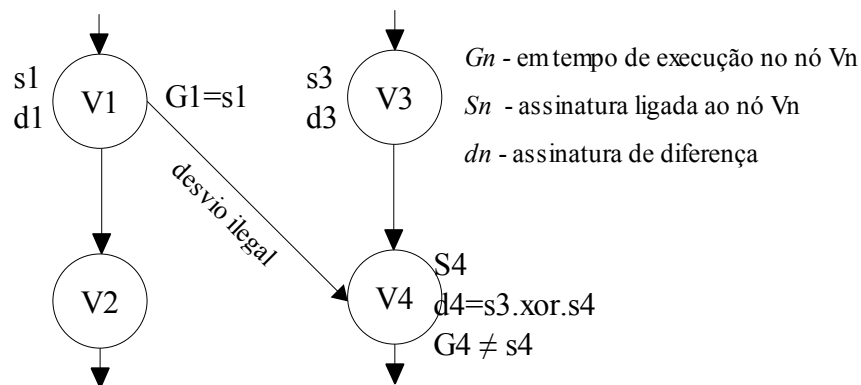 s1
d1
V1
G1=s1
s3
d3
V3
Gn - em tempo de execução no nó Vn
Sn - assinatura ligada ao nó Vn
dn - assinatura de diferença
desvio ilegal
V2
V4
S4
d4=s3.xor.s4
G4 ≠ s4